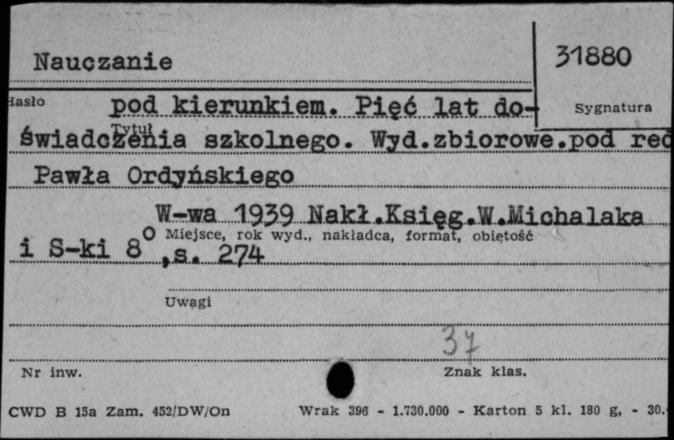 Nauczanie
31880
Hasło
pod kierunkiem. Pięć lat do-
Sygnatura
Tytuł
świadczenia szkolnego. Wyd.zbiorowe.pod red
Pawła Ordyńskiego
W-wa 1939 Nakł.Księg.W.Michalaka
Miejsce, rok wyd., nakładca, format, objętość
i S-ki 8° ,s. 274
Uwagi
37
Nr inw.
Znak klas.
CWD B 15a Zam. 452/DW/On
Wrak 396 - 1.730.000 - Karton 5 kl. 180 g, - 30.